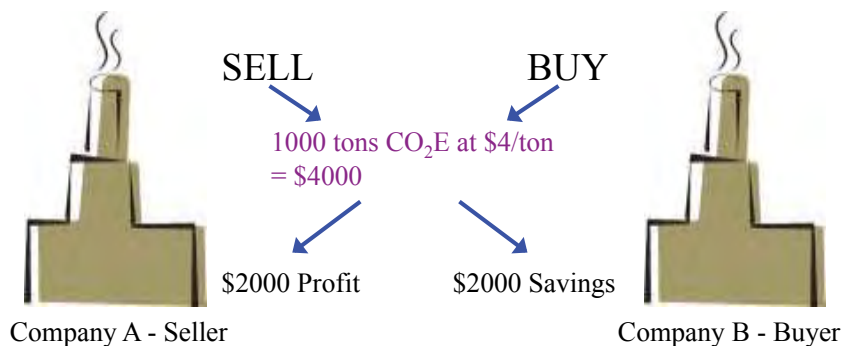 SELL
BUY
1000 tons CO₂E at $4/ton
= $4000
$2000 Profit
$2000 Savings
Company A - Seller
Company B - Buyer